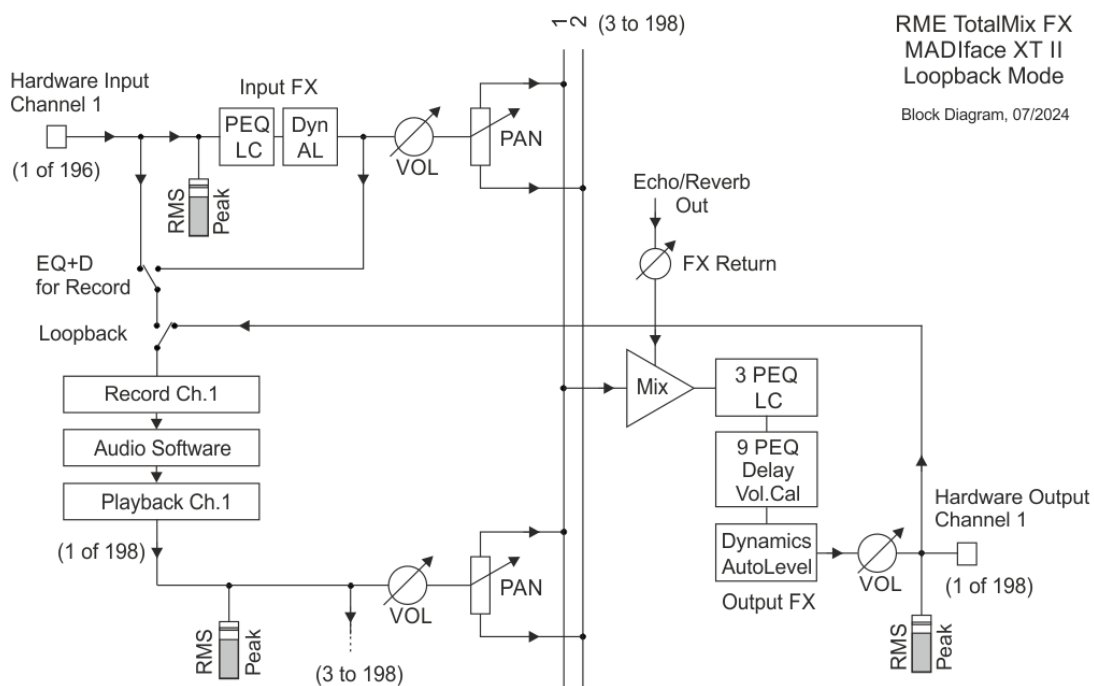 1
2
(3 to 198)
RME TotalMix FX
MADIface XT II
Loopback Mode
Block Diagram, 07/2024
Hardware Input
Channel 1
(1 of 196)
Input FX
PEQ
LC
Dyn
AL
VOL
PAN
RMS
Peak
EQ+D
for Record
Loopback
Echo/Reverb
Out
FX Return
Mix
3 PEQ
LC
9 PEQ
Delay
Vol.Cal
Dynamics
AutoLevel
Output FX
VOL
Hardware Output
Channel 1
(1 of 198)
RMS
Peak
Record Ch.1
Audio Software
Playback Ch.1
(1 of 198)
RMS
Peak
(3 to 198)
VOL
PAN